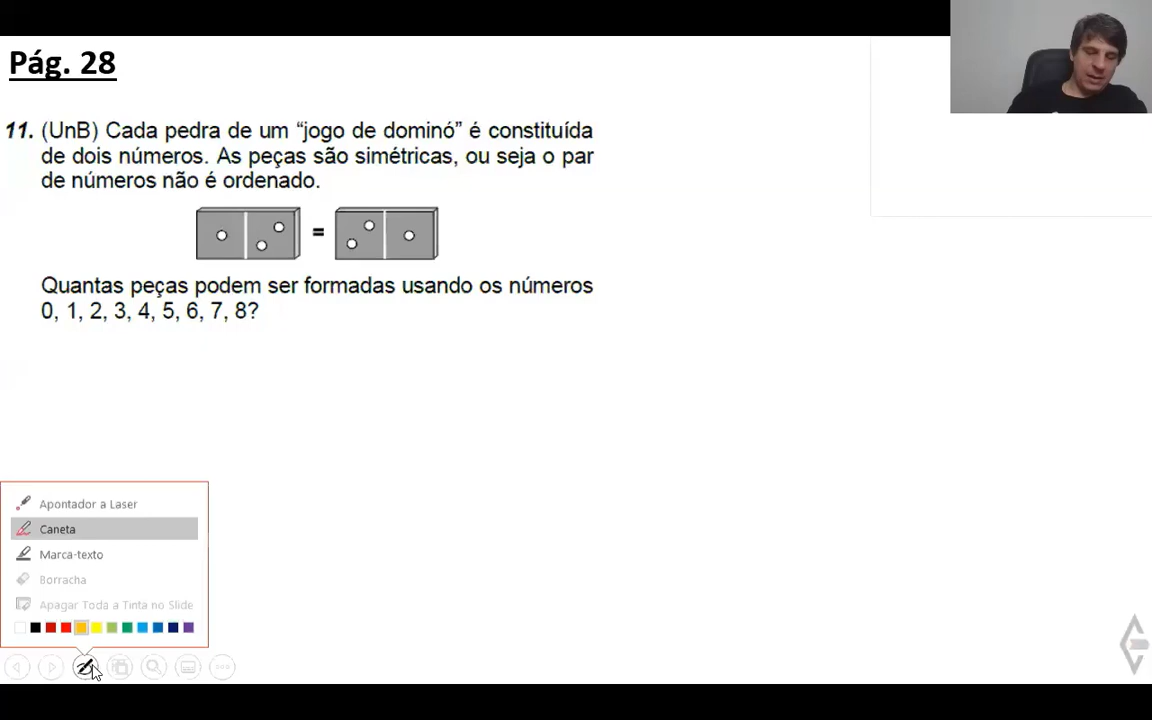 Pág. 28
11. (UnB) Cada pedra de um “jogo de dominó” é constituída
de dois números. As peças são simétricas, ou seja o par
de números não é ordenado.
=
Quantas peças podem ser formadas usando os números
0, 1, 2, 3, 4, 5, 6, 7, 8?
Apontador a Laser
Caneta
Marca-texto
Borracha
Apagar Toda a Tinta no Slide